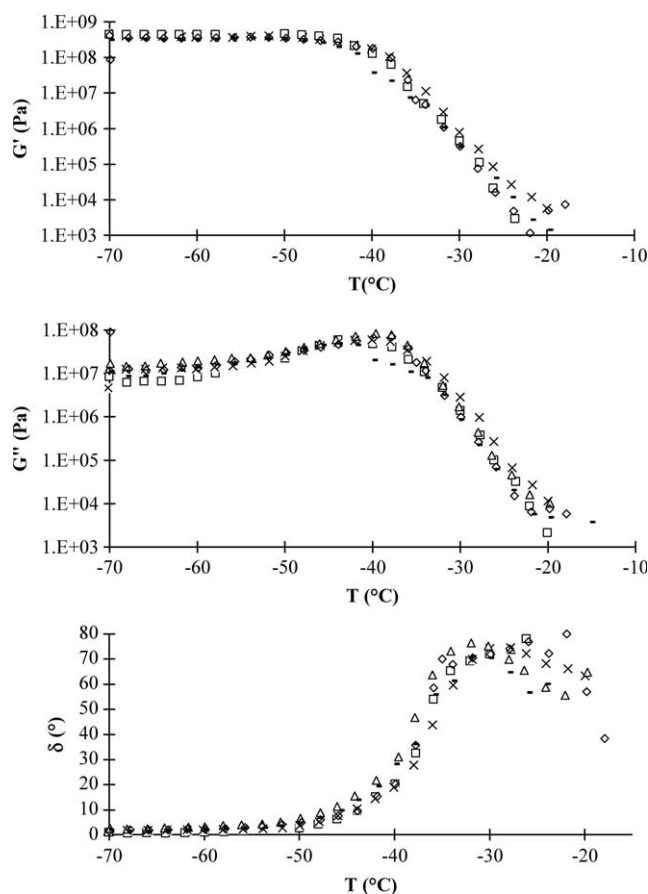 1.E+09
1.E+08
1.E+07
1.E+06
1.E+05
1.E+04
1.E+03
G' (Pa)
-70 -60 -50 -40 -30 -20 -10
T(°C)
1.E+08
1.E+07
1.E+06
1.E+05
1.E+04
1.E+03
G" (Pa)
-70 -60 -50 -40 -30 -20 -10
T (°C)
80
70
60
50
40
30
20
10
0
δ (°)
-70 -60 -50 -40 -30 -20
T (°C)